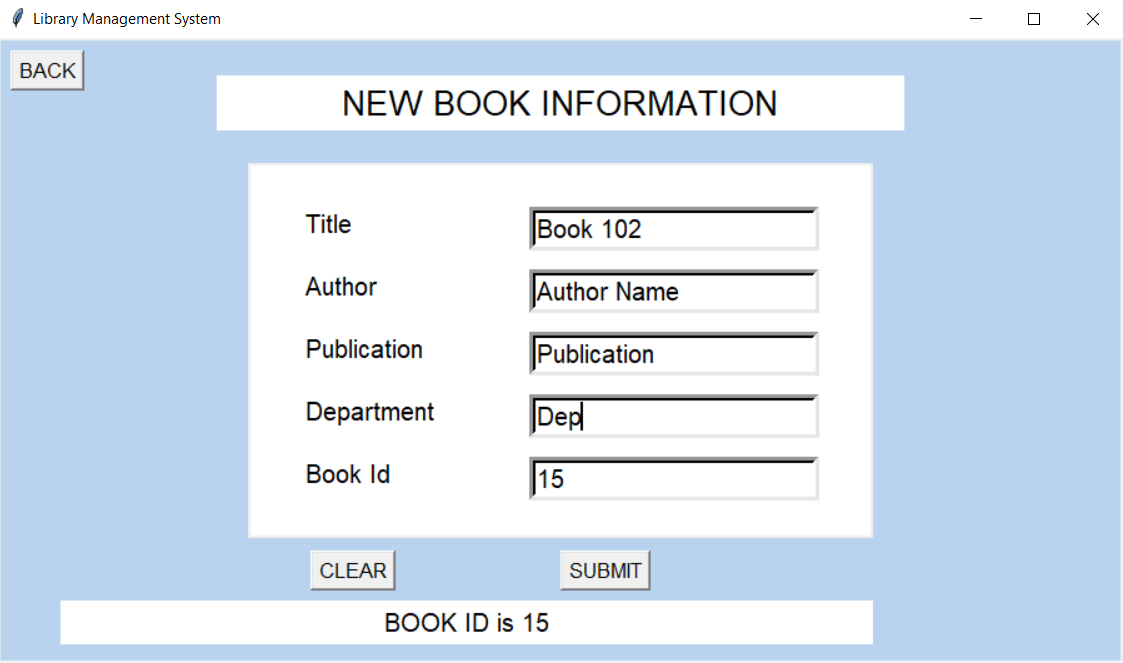 Library Management System
BACK
NEW BOOK INFORMATION
Title Book 102
Author Author Name
Publication Publication
Department Dep
Book Id 15
CLEAR SUBMIT
BOOK ID is 15